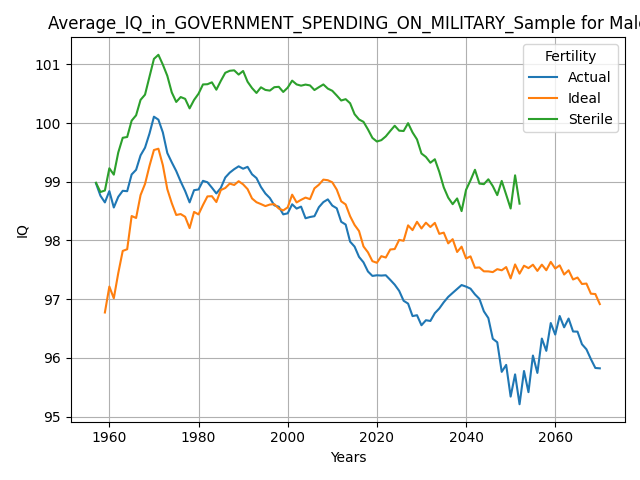 Average_IQ_in_GOVERNMENT_SPENDING_ON_MILITARY_Sample for Male
Fertility
Actual
Ideal
Sterile
101
100
99
98
97
96
95
IQ
1960 1980 2000 2020 2040 2060
Years